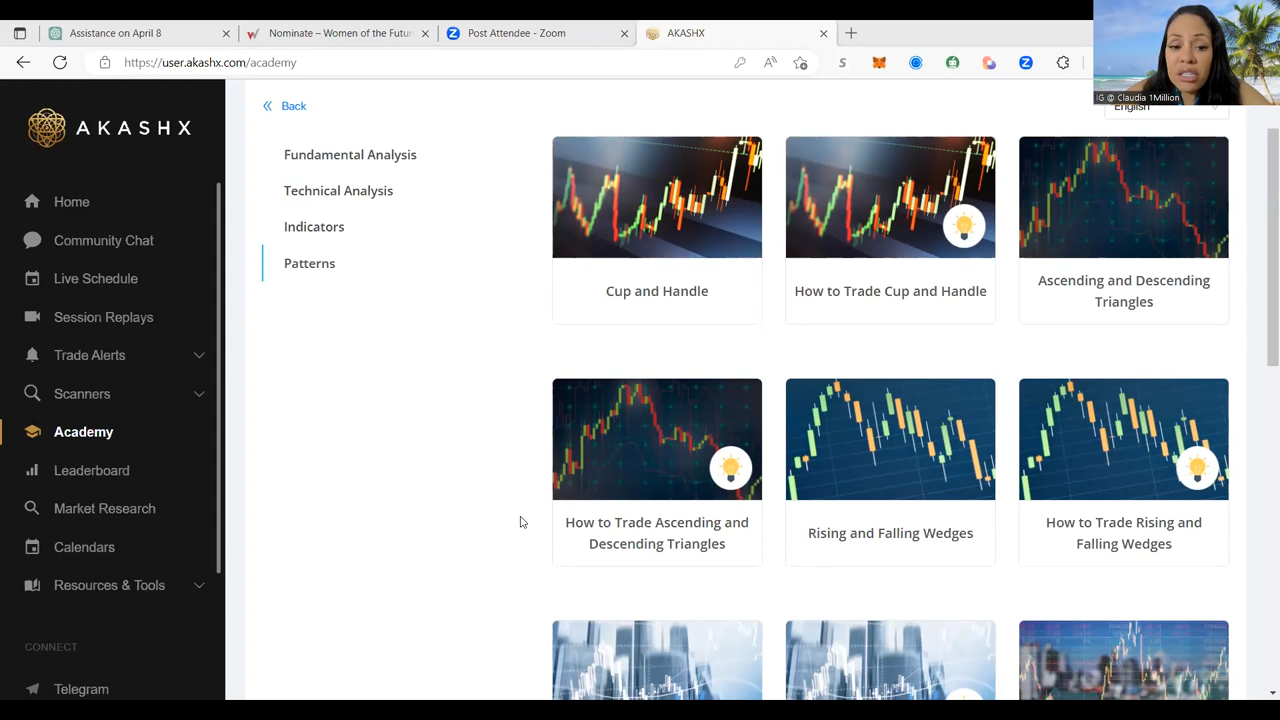 Assistance on April 8
Nominate – Women of the Futur
Post Attendee - Zoom
AKASHX
https://user.akashx.com/academy
IG @ Claudia 1Million
English
AKASHX
Home
Community Chat
Live Schedule
Session Replays
Trade Alerts
Scanners
Academy
Leaderboard
Market Research
Calendars
Resources & Tools
CONNECT
Telegram
Back
Fundamental Analysis
Technical Analysis
Indicators
Patterns
Cup and Handle
How to Trade Cup and Handle
Ascending and Descending
Triangles
How to Trade Ascending and
Descending Triangles
Rising and Falling Wedges
How to Trade Rising and
Falling Wedges